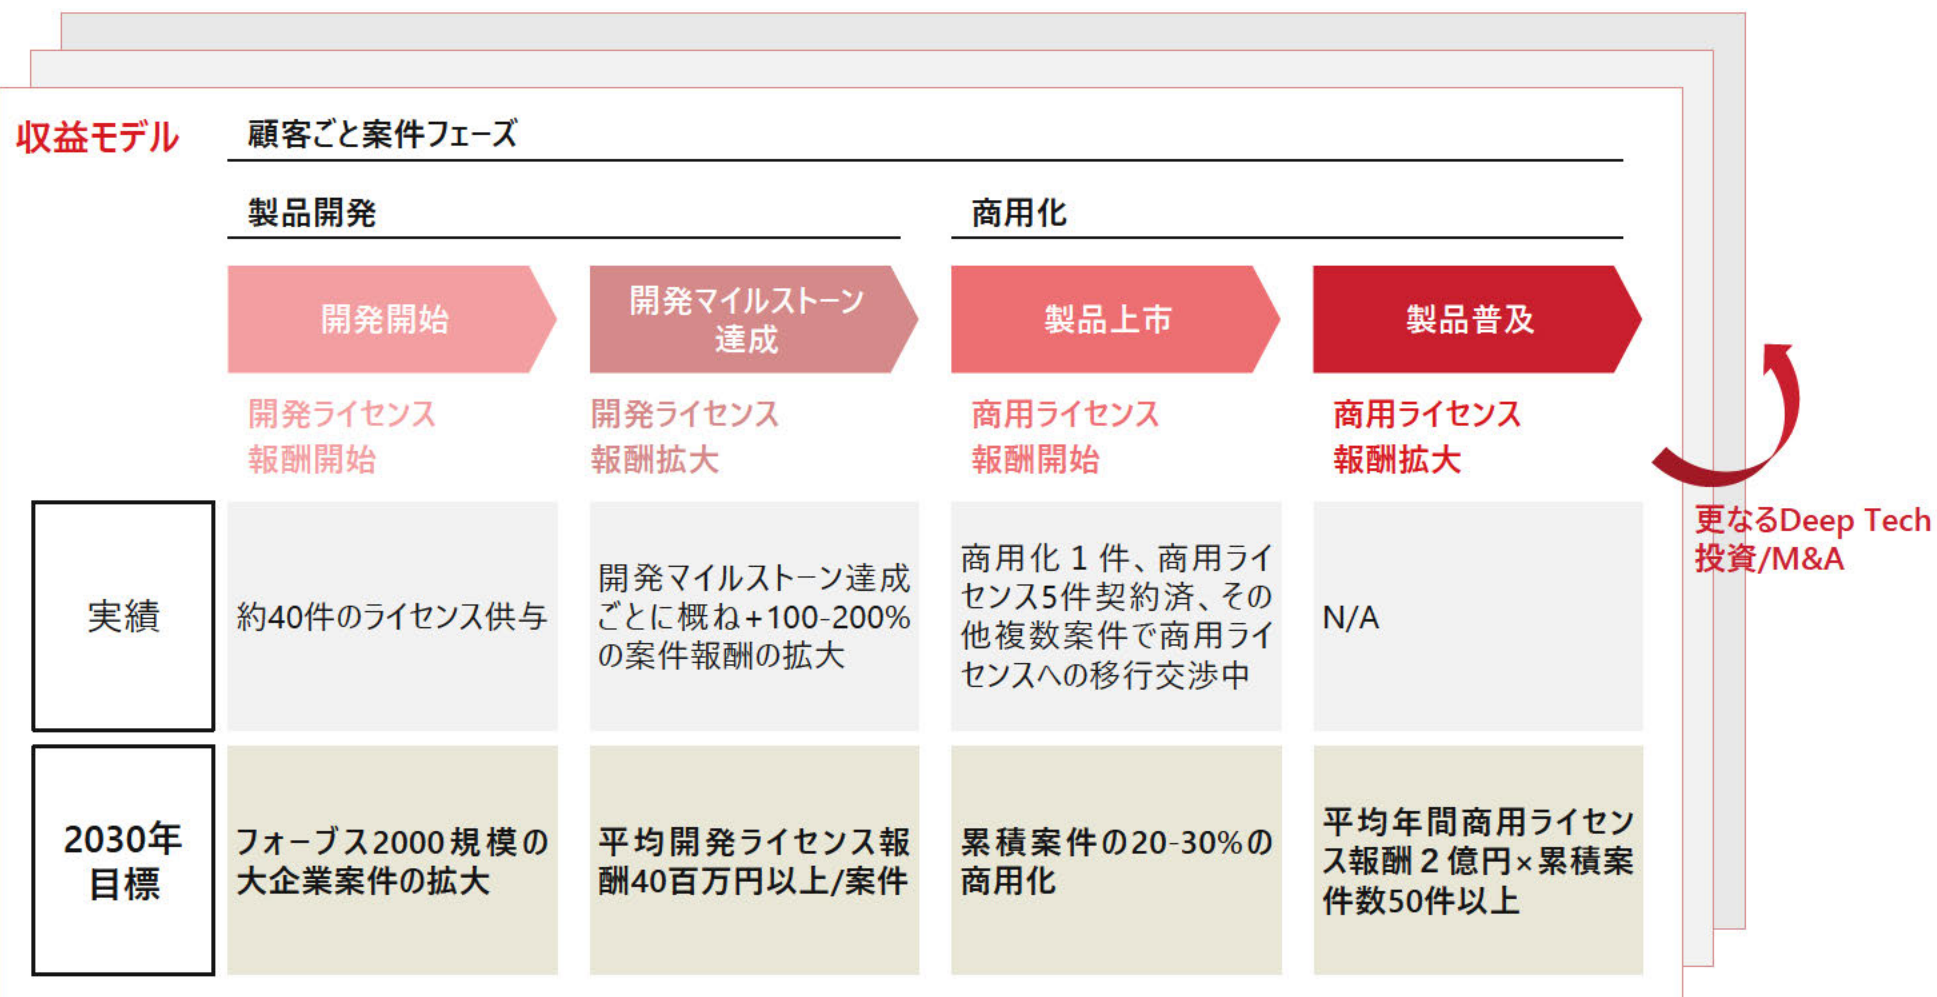 収益モデル
顧客ごと案件フェーズ
製品開発
商用化
開発開始
開発マイルストーン
達成
製品上市
製品普及
開発ライセンス
報酬開始
開発ライセンス
報酬拡大
商用ライセンス
報酬開始
商用ライセンス
報酬拡大
更なるDeep Tech
投資/M&A
実績
約40件のライセンス供与
開発マイルストーン達成
ごとに概ね+100-200%
の案件報酬の拡大
商用化1件、商用ライ
センス5件契約済、その
他複数案件で商用ライ
センスへの移行交渉中
N/A
2030年
目標
フォーブス2000規模の
大企業案件の拡大
平均開発ライセンス報
酬40百万円以上/案件
累積案件の20-30%の
商用化
平均年間商用ライセン
ス報酬2億円×累積案
件数50件以上